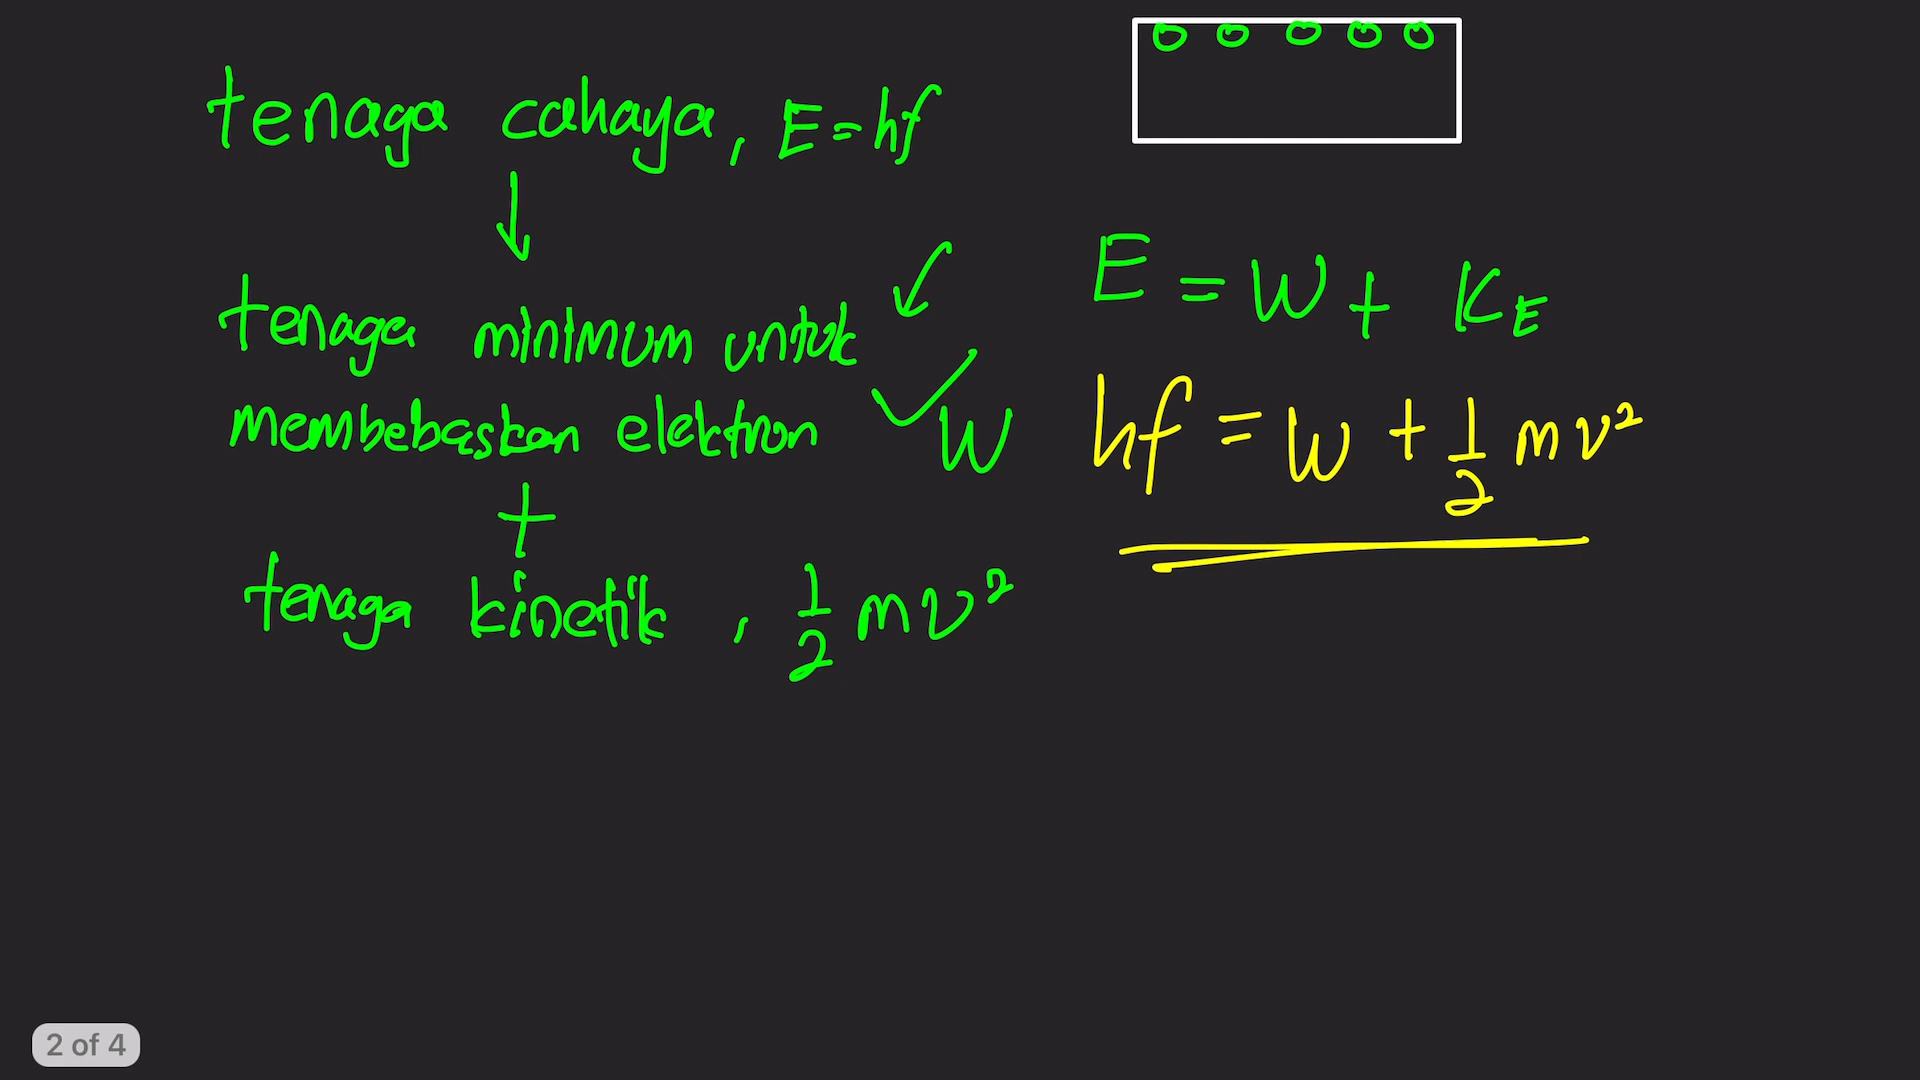 tenaga cahaya, E = hf
↓
tenaga minimum untuk
membebaskan elektron W
+
tenaga kinetik, 1/2 mv²
E = W + KE
hf = W + 1/2 mv²
2 of 4